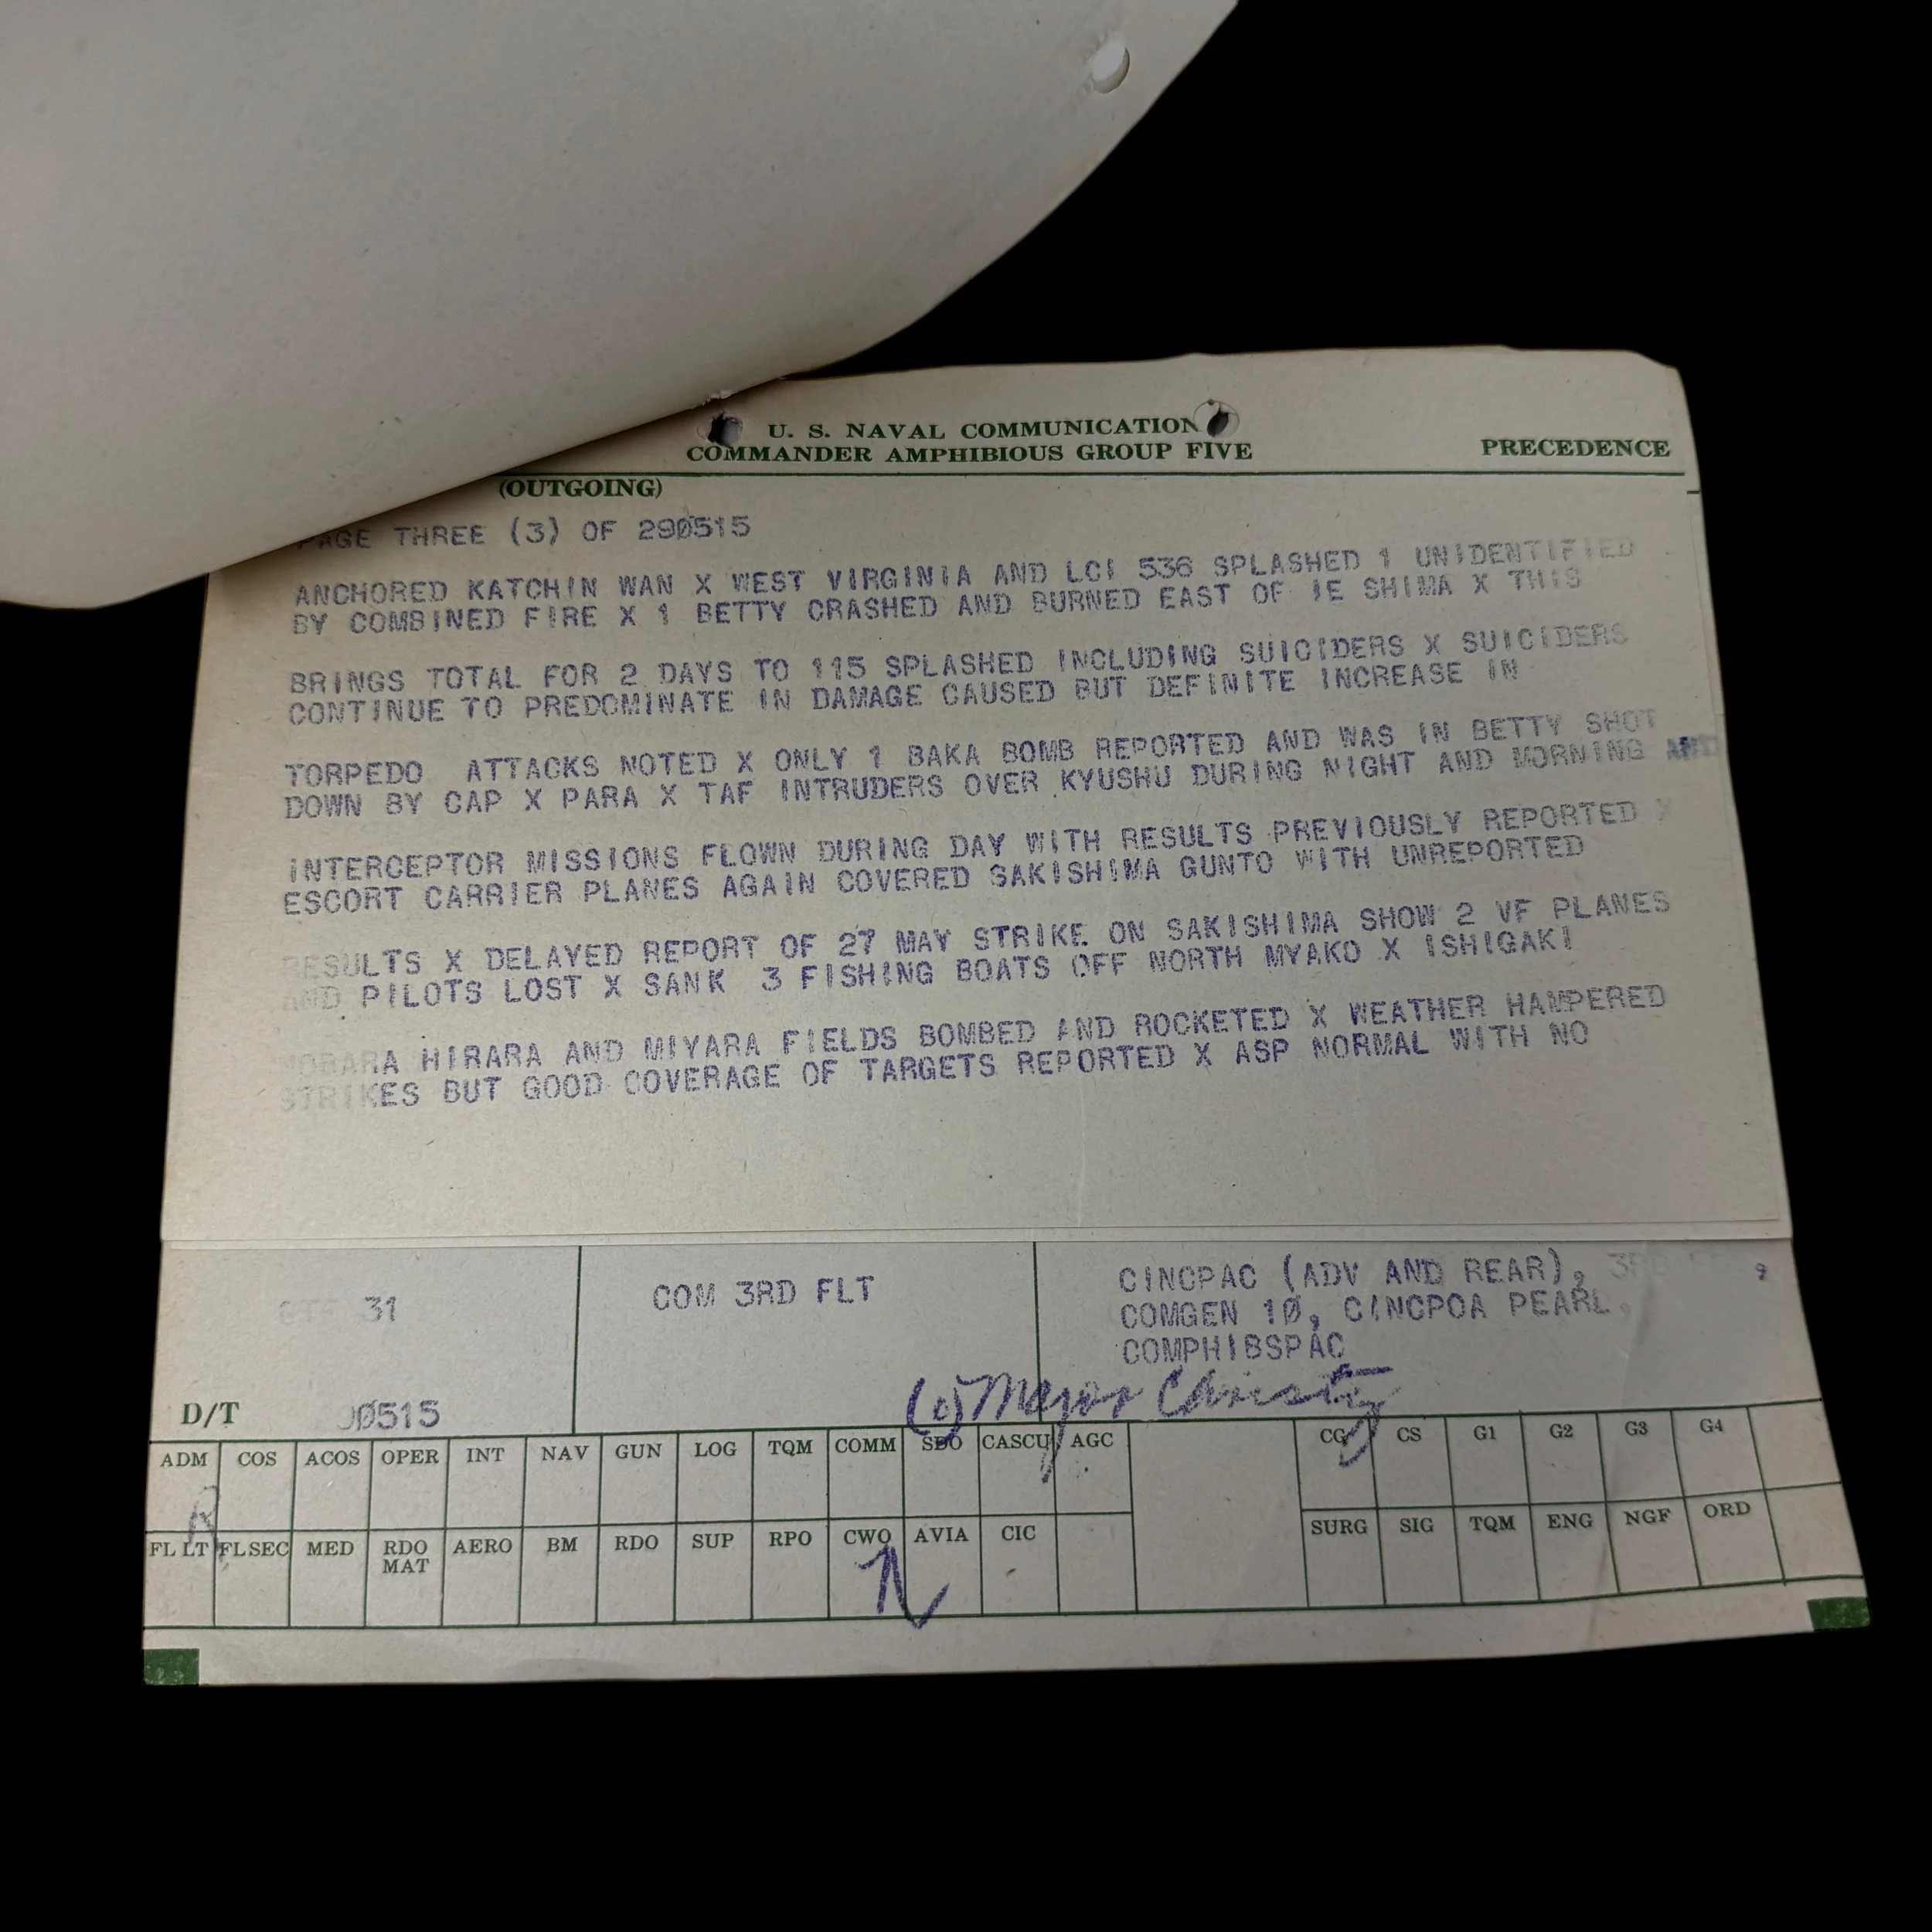 U. S. NAVAL COMMUNICATION
COMMANDER AMPHIBIOUS GROUP FIVE
PRECEDENCE
(OUTGOING)
PAGE THREE (3) OF 290515
ANCHORED KATCHIN WAN X WEST VIRGINIA AND LCI 536 SPLASHED 1 UNIDENTIFIED
BY COMBINED FIRE X 1 BETTY CRASHED AND BURNED EAST OF IE SHIMA X THIS
BRINGS TOTAL FOR 2 DAYS TO 115 SPLASHED INCLUDING SUICIDERS X SUICIDERS
CONTINUE TO PREDOMINATE IN DAMAGE CAUSED BUT DEFINITE INCREASE IN
TORPEDO ATTACKS NOTED X ONLY 1 BAKA BOMB REPORTED AND WAS IN BETTY SHOT
DOWN BY CAP X PARA X TAF INTRUDERS OVER KYUSHU DURING NIGHT AND MORNING AND
INTERCEPTOR MISSIONS FLOWN DURING DAY WITH RESULTS PREVIOUSLY REPORTED X
ESCORT CARRIER PLANES AGAIN COVERED SAKISHIMA GUNTO WITH UNREPORTED
RESULTS X DELAYED REPORT OF 27 MAY STRIKE ON SAKISHIMA SHOW 2 VF PLANES
AND PILOTS LOST X SANK 3 FISHING BOATS OFF NORTH MYAKO X ISHIGAKI
HIRARA AND MIYARA FIELDS BOMBED AND ROCKETED X WEATHER HAMPERED
STRIKES BUT GOOD COVERAGE OF TARGETS REPORTED X ASP NORMAL WITH NO
31
COM 3RD FLT
CINCPAC (ADV AND REAR),
COMGEN 10, CINCPOA PEARL
COMPHIBSPAC
(s) Major Christy
D/T 0515
ADM COS ACOS OPER INT NAV GUN LOG TQM COMM SDO CASCU AGC CG CS G1 G2 G3 G4
FL LT FL SEC MED RDO MAT AERO BM RDO SUP RPO CWO AVIA CIC SURG SIG TQM ENG NGF ORD